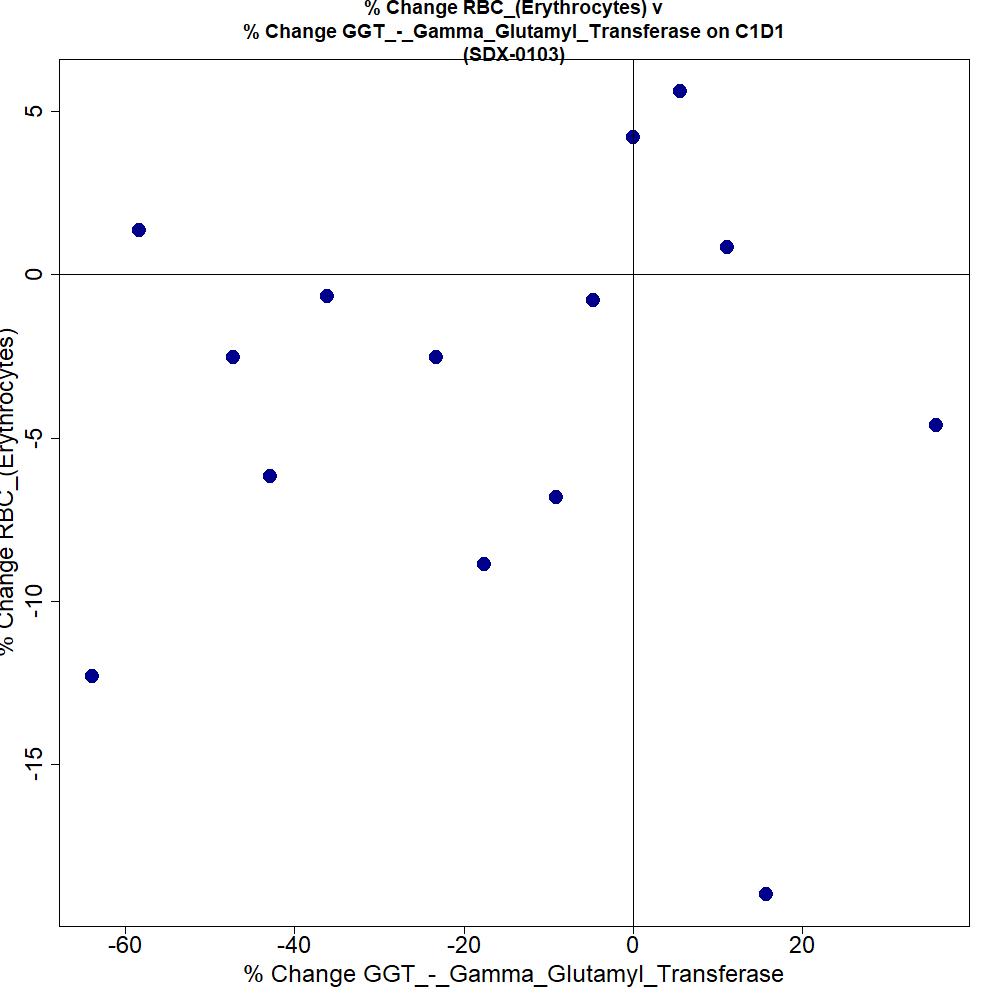 % Change RBC_(Erythrocytes) v
% Change GGT_-_Gamma_Glutamyl_Transferase on C1D1
(SDX-0103)
% Change RBC_(Erythrocytes)
5
0
-5
-10
-15
-60
-40
-20
0
20
% Change GGT_-_Gamma_Glutamyl_Transferase